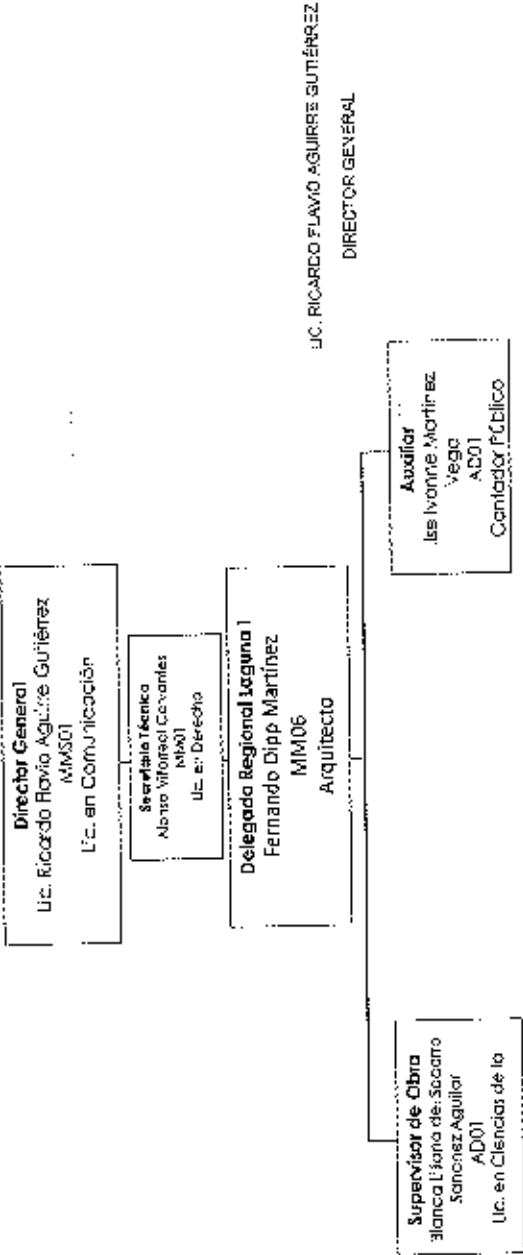 Director General
Lic. Ricardo Flavio Aguirre Gutiérrez
MMS01
Lic. en Comunicación
Secretario Técnico
Alonso Villarreal Cervantes
MM01
Lic. en Derecho
Delegado Regional Laguna 1
Fernando Dipp Martínez
MM06
Arquitecto
Supervisor de Obra
Blanca del Socorro
Sanchez Aguilar
AD01
Lic. en Ciencias de la
Auxiliar
Ivonne Martínez
Vega
AD01
Contador Público
LIC. RICARDO FLAVIO AGUIRRE GUTIÉRREZ
DIRECTOR GENERAL